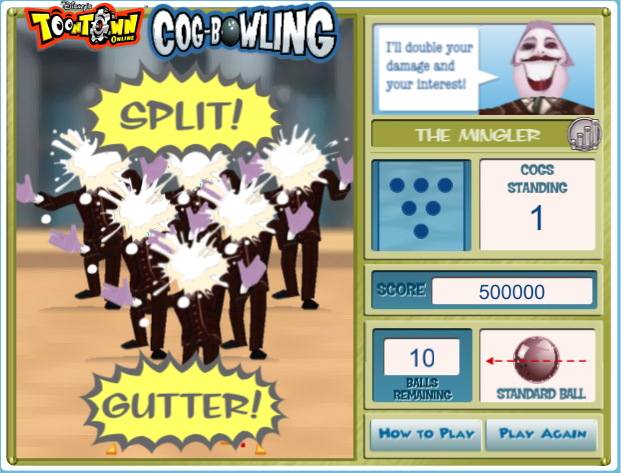 Disney's
TOONTOWN
ONLINE
COG-BOWLING
SPLIT!
GUTTER!
I'll double your
damage and
your interest!
THE MINGLER
COGS
STANDING
1
SCORE 500000
10
BALLS
REMAINING
STANDARD BALL
HOW TO PLAY
PLAY AGAIN